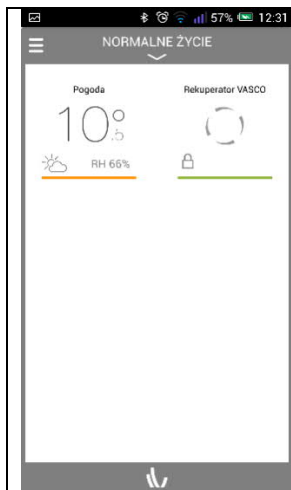 57% 12:31
NORMALNE ŻYCIE
Pogoda Rekuperator VASCO
10°.5
RH 66%